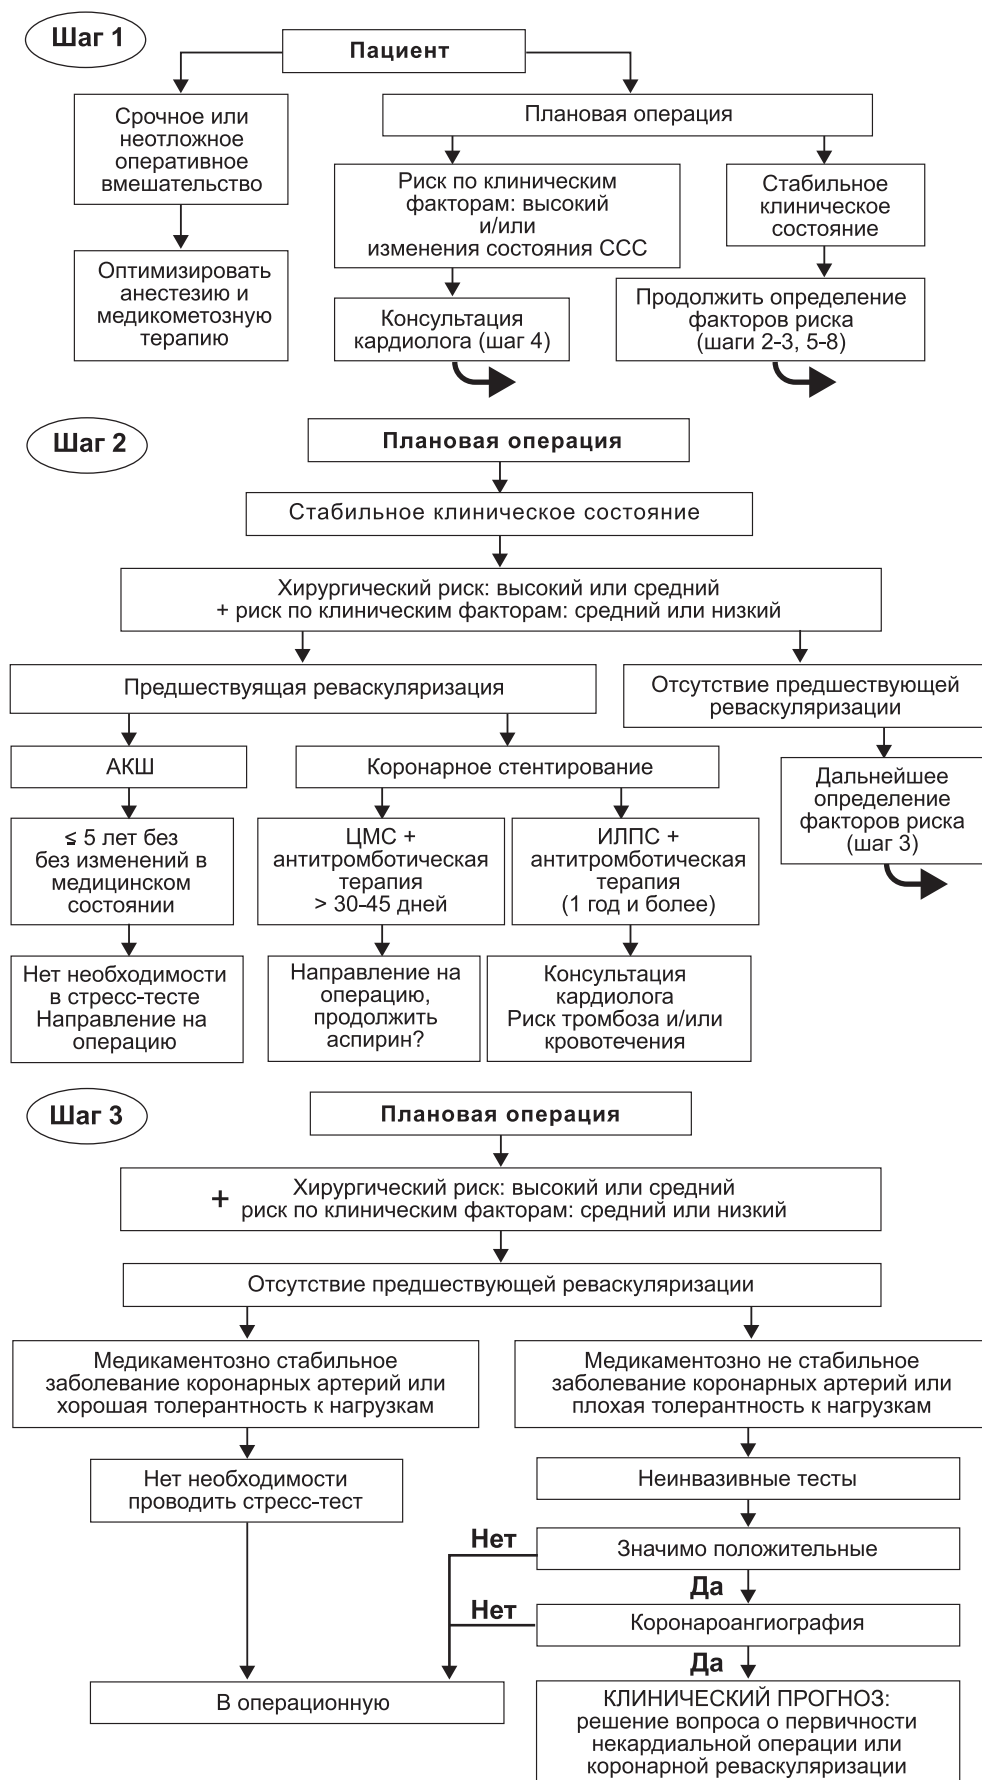 Шаг 1
Пациент
Срочное или
неотложное
оперативное
вмешательство
Плановая операция
Риск по клиническим
факторам: высокий
и/или
изменения состояния ССС
Стабильное
клиническое
состояние
Оптимизировать
анестезию и
медикометозную
терапию
Консультация
кардиолога (шаг 4)
Продолжить определение
факторов риска
(шаги 2-3, 5-8)
Шаг 2
Плановая операция
Стабильное клиническое состояние
Хирургический риск: высокий или средний
+ риск по клиническим факторам: средний или низкий
Предшествуящая реваскуляризация
Отсутствие предшествующей
реваскуляризации
АКШ
Коронарное стентирование
Дальнейшее
определение
факторов риска
(шаг 3)
≤ 5 лет без
без изменений в
медицинском
состоянии
ЦМС +
антитромботическая
терапия
> 30-45 дней
ИЛПС +
антитромботическая
терапия
(1 год и более)
Нет необходимости
в стресс-тесте
Направление на
операцию
Направление на
операцию,
продолжить
аспирин?
Консультация
кардиолога
Риск тромбоза и/или
кровотечения
Шаг 3
Плановая операция
Хирургический риск: высокий или средний
+ риск по клиническим факторам: средний или низкий
Отсутствие предшествующей реваскуляризации
Медикаментозно стабильное
заболевание коронарных артерий или
хорошая толерантность к нагрузкам
Медикаментозно не стабильное
заболевание коронарных артерий или
плохая толерантность к нагрузкам
Нет необходимости
проводить стресс-тест
Неинвазивные тесты
Нет
Значимо положительные
Да
Нет
Коронароангиография
Да
В операционную
КЛИНИЧЕСКИЙ ПРОГНОЗ:
решение вопроса о первичности
некардиальной операции или
коронарной реваскуляризации